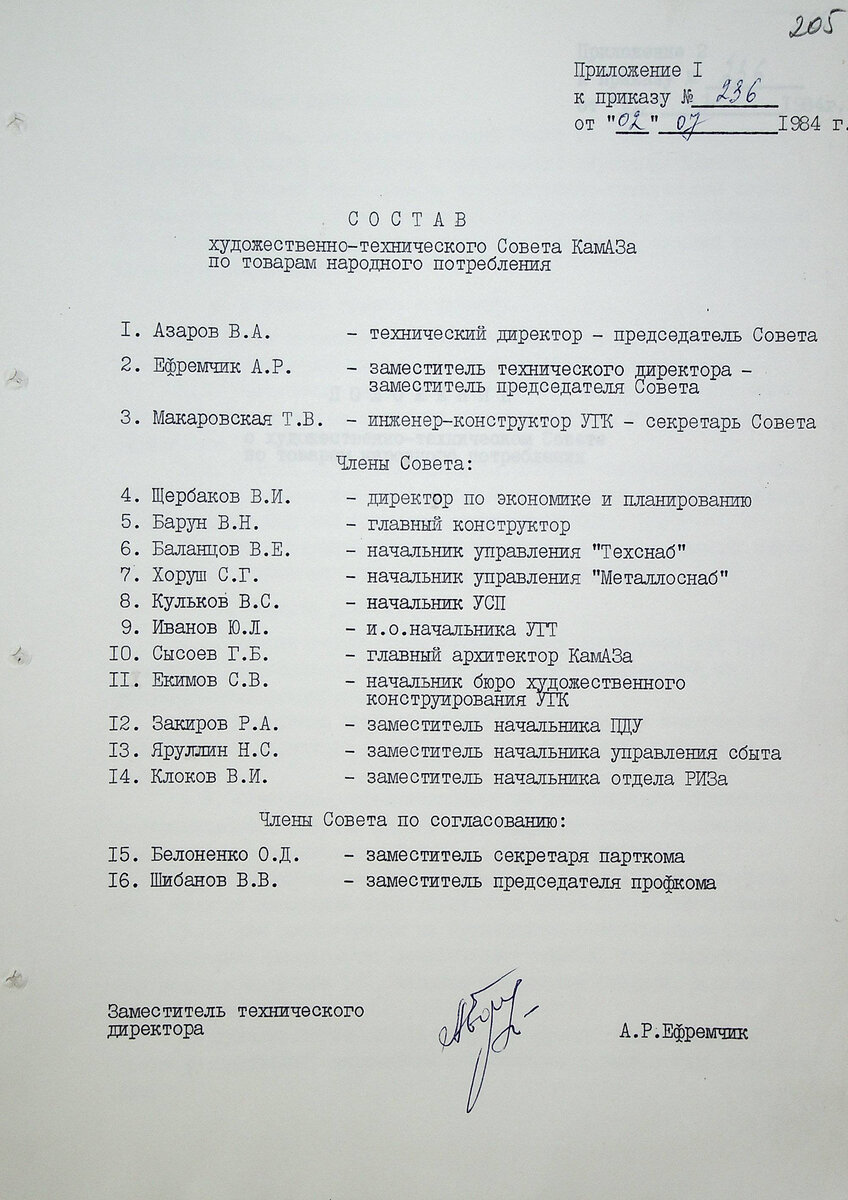 205
Приложение I
к приказу № 236
от "02" 07 1984 г.
СОСТАВ
художественно-технического Совета КамАЗа
по товарам народного потребления
I. Азаров В.А. - технический директор - председатель Совета
2. Ефремчик А.Р. - заместитель технического директора -
заместитель председателя Совета
3. Макаровская Т.В. - инженер-конструктор УГК - секретарь Совета
Члены Совета:
4. Щербаков В.И. - директор по экономике и планированию
5. Барун В.Н. - главный конструктор
6. Баланцов В.Е. - начальник управления "Техснаб"
7. Хоруш С.Г. - начальник управления "Металлоснаб"
8. Кульков В.С. - начальник УСП
9. Иванов Ю.Л. - и.о.начальника УГТ
IO. Сысоев Г.Б. - главный архитектор КамАЗа
II. Екимов С.В. - начальник бюро художественного
конструирования УГК
I2. Закиров Р.А. - заместитель начальника ПДУ
I3. Яруллин Н.С. - заместитель начальника управления сбыта
I4. Клоков В.И. - заместитель начальника отдела РИЗа
Члены Совета по согласованию:
I5. Белоненко О.Д. - заместитель секретаря парткома
I6. Шибанов В.В. - заместитель председателя профкома
Заместитель технического
директора
А.Р.Ефремчик